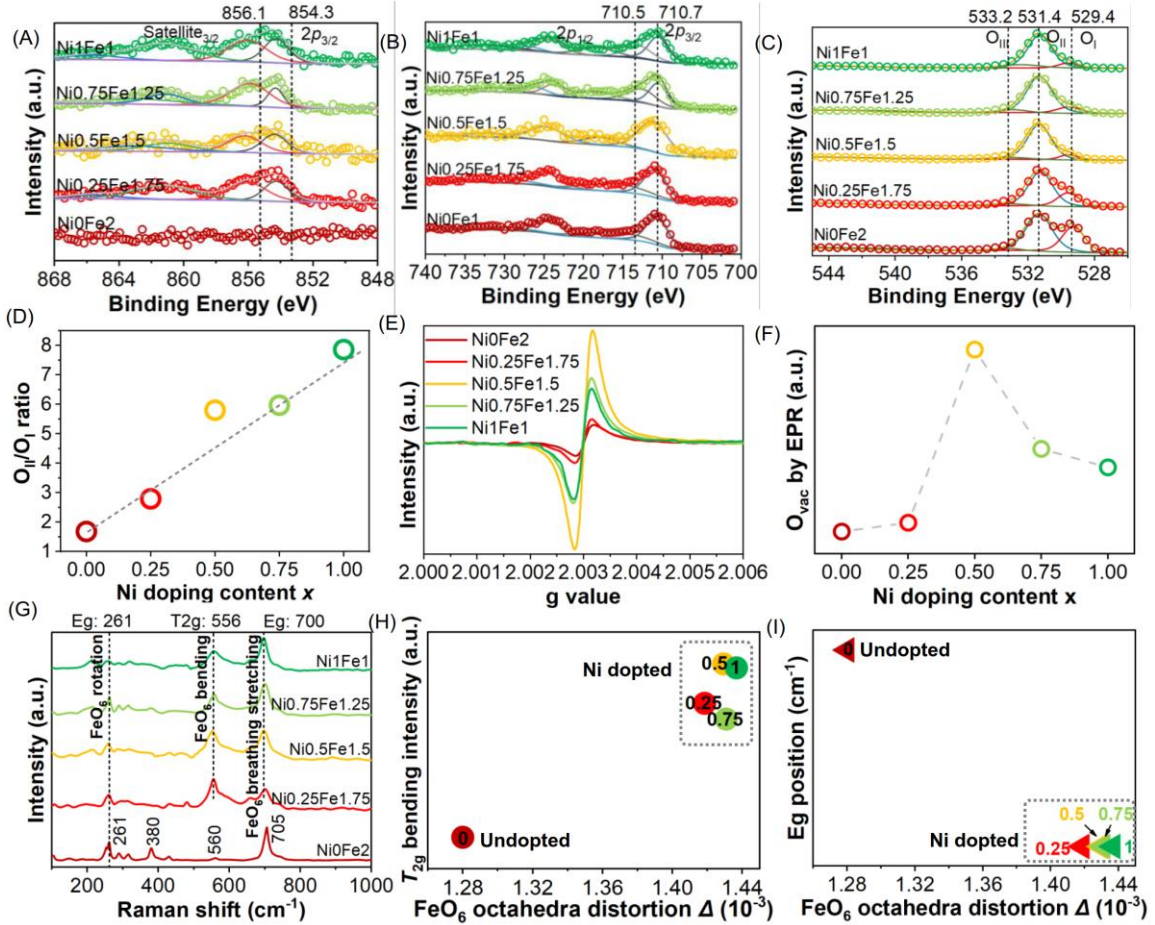 (A)
856.1
854.3
Satellite3/2
2p3/2
Ni1Fe1
Ni0.75Fe1.25
Ni0.5Fe1.5
Ni0.25Fe1.75
Ni0Fe2
Intensity (a.u.)
868 864 860 856 852 848
Binding Energy (eV)
(B)
710.5
710.7
2p1/2
2p3/2
Ni1Fe1
Ni0.75Fe1.25
Ni0.5Fe1.5
Ni0.25Fe1.75
Ni0Fe1
Intensity (a.u.)
740 735 730 725 720 715 710 705 700
Binding Energy (eV)
(C)
533.2 531.4 529.4
OIII OII OI
Ni1Fe1
Ni0.75Fe1.25
Ni0.5Fe1.5
Ni0.25Fe1.75
Ni0Fe2
Intensity (a.u.)
544 540 536 532 528
Binding Energy (eV)
(D)
OII/OI ratio
8
7
6
5
4
3
2
1
0.00 0.25 0.50 0.75 1.00
Ni doping content x
(E)
Ni0Fe2
Ni0.25Fe1.75
Ni0.5Fe1.5
Ni0.75Fe1.25
Ni1Fe1
Intensity (a.u.)
2.000 2.001 2.002 2.003 2.004 2.005 2.006
g value
(F)
Ovac by EPR (a.u.)
0.00 0.25 0.50 0.75 1.00
Ni doping content x
(G)
Eg: 261 T2g: 556 Eg: 700
FeO6 rotation
FeO6 bending
FeO6 breathing stretching
Ni1Fe1
Ni0.75Fe1.25
Ni0.5Fe1.5
Ni0.25Fe1.75
Ni0Fe2
261
380
560
705
Intensity (a.u.)
200 400 600 800 1000
Raman shift (cm-1)
(H)
T2g bending intensity (a.u.)
Ni dopted
0.5
1
0.25
0.75
0
Undopted
1.28 1.32 1.36 1.40 1.44
FeO6 octahedra distortion Δ (10-3)
(I)
Eg position (cm-1)
0
Undopted
0.5
0.75
Ni dopted
0.25
1
1.28 1.32 1.36 1.40 1.44
FeO6 octahedra distortion Δ (10-3)